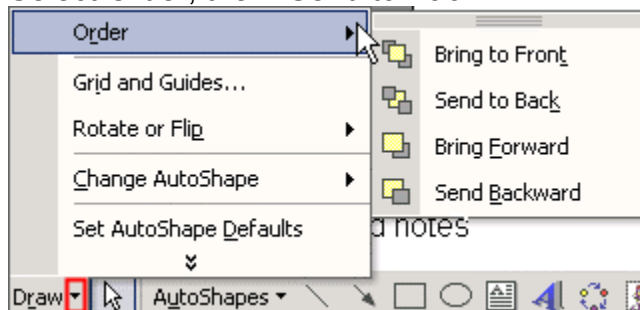 Order
Bring to Front
Grid and Guides...
Send to Back
Rotate or Flip
Bring Forward
Change AutoShape
Send Backward
Set AutoShape Defaults
notes
Draw AutoShapes